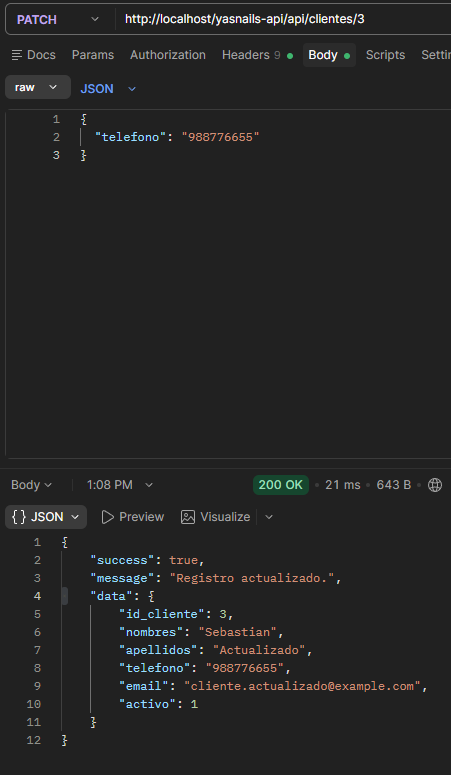 PATCH http://localhost/yasnails-api/api/clientes/3
Docs Params Authorization Headers 9 Body Scripts Settin
raw JSON
1 {
2 "telefono": "988776655"
3 }
Body 1:08 PM 200 OK • 21 ms • 643 B
{} JSON Preview Visualize
1 {
2 "success": true,
3 "message": "Registro actualizado.",
4 "data": {
5 "id_cliente": 3,
6 "nombres": "Sebastian",
7 "apellidos": "Actualizado",
8 "telefono": "988776655",
9 "email": "cliente.actualizado@example.com",
10 "activo": 1
11 }
12 }